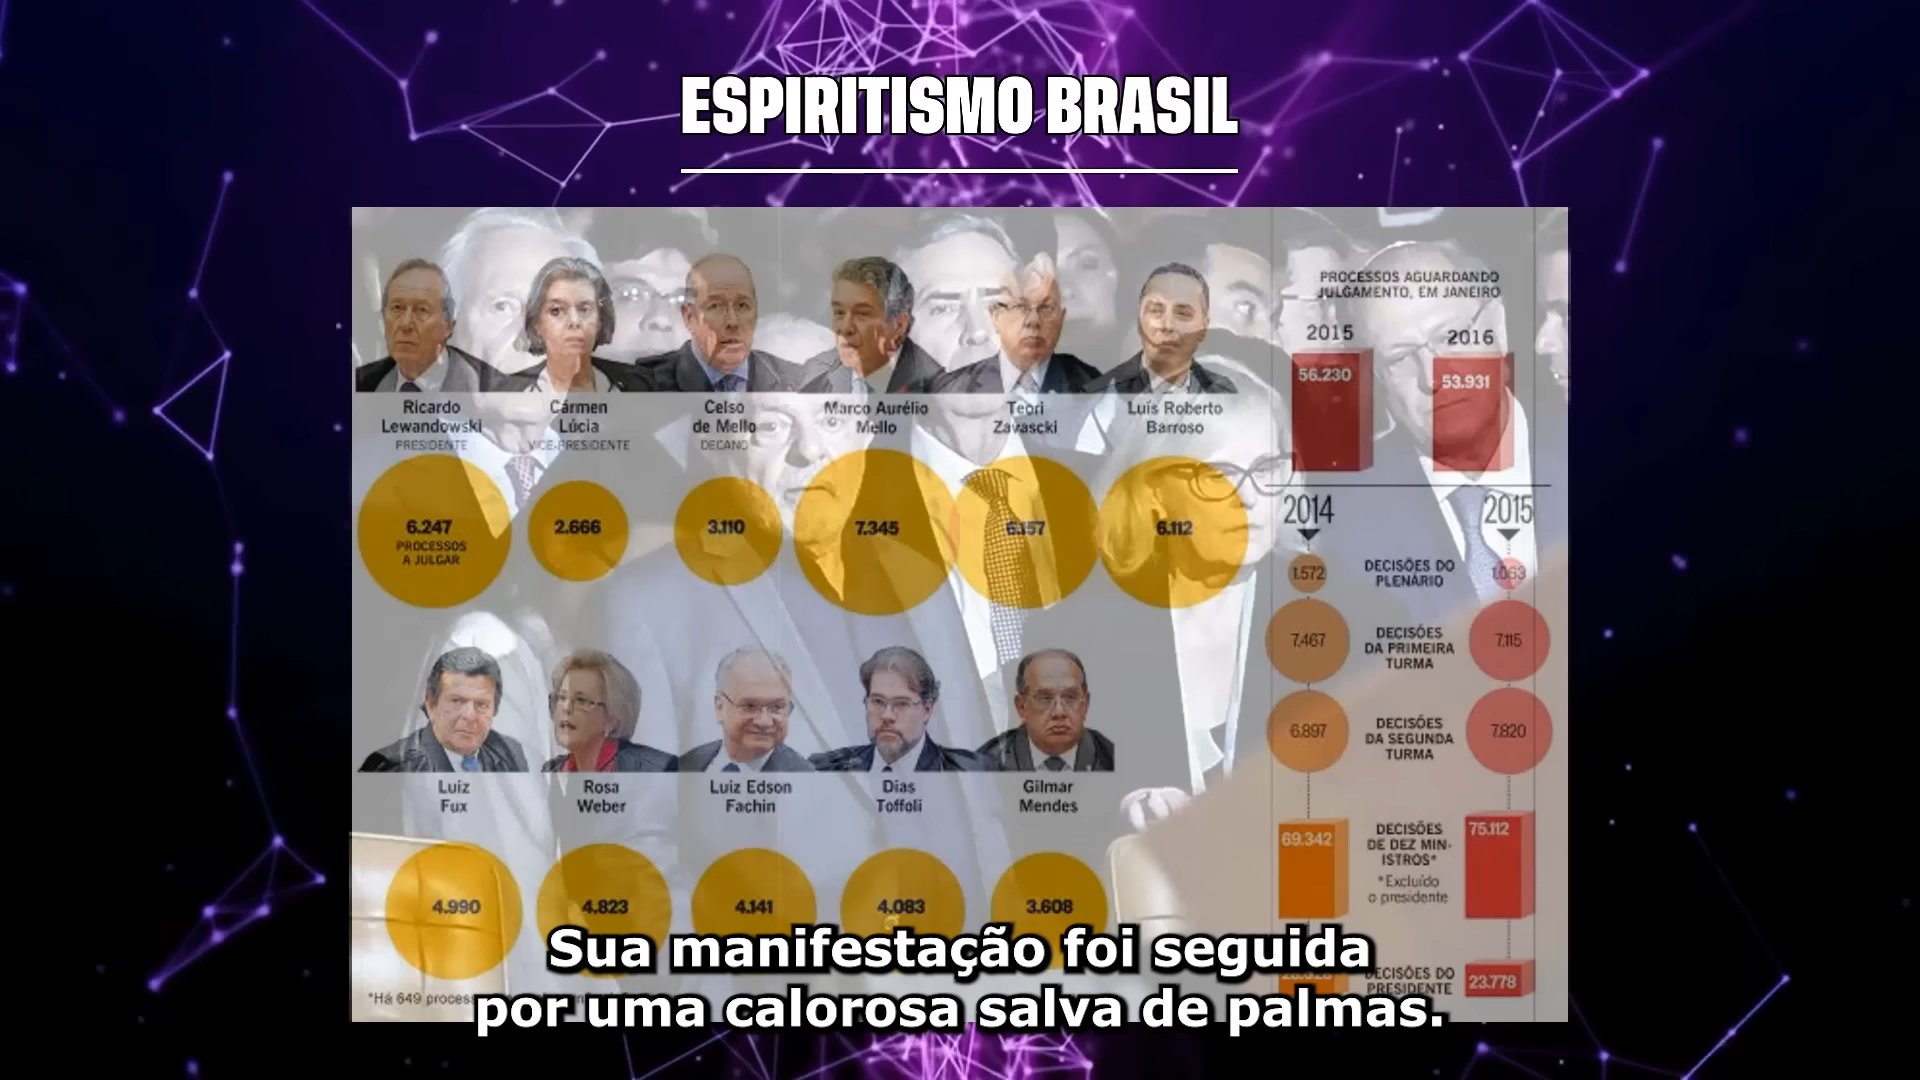 ESPIRITISMO BRASIL
PROCESSOS AGUARDANDO
JULGAMENTO, EM JANEIRO
2015
2016
56.230
53.931
Ricardo
Lewandowski
PRESIDENTE
Cármen
Lúcia
VICE-PRESIDENTE
Celso
de Mello
DECANO
Marco Aurélio
Mello
Teori
Zavascki
Luís Roberto
Barroso
6.247
PROCESSOS
A JULGAR
2.666
3.110
7.345
6.157
6.112
2014
2015
1.572
DECISÕES DO
PLENÁRIO
1.063
7.467
DECISÕES
DA PRIMEIRA
TURMA
7.115
6.897
DECISÕES
DA SEGUNDA
TURMA
7.820
Luiz
Fux
Rosa
Weber
Luiz Edson
Fachin
Dias
Toffoli
Gilmar
Mendes
69.342
DECISÕES
DE DEZ MIN-
ISTROS*
*Excluído
o presidente
75.112
4.990
4.823
4.141
4.083
3.608
DECISÕES DO
PRESIDENTE
23.778
*Há 649
Sua manifestação foi seguida
por uma calorosa salva de palmas.